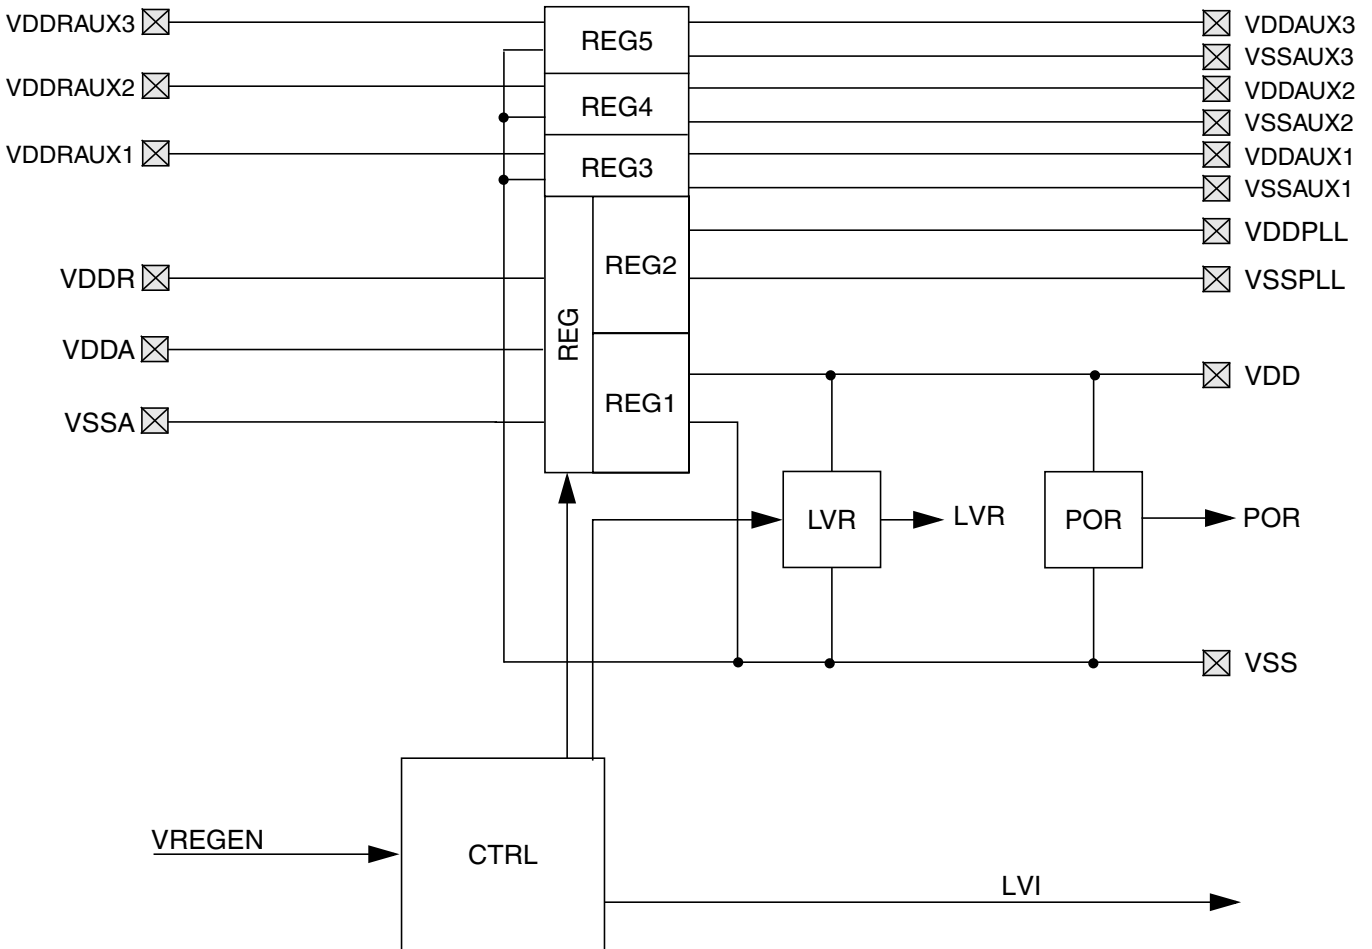 VDDRAUX3
REG5
VDDAUX3
VSSAUX3
VDDRAUX2
REG4
VDDAUX2
VSSAUX2
VDDRAUX1
REG3
VDDAUX1
VSSAUX1
VDDPLL
REG2
VDDR
VSSPLL
REG
VDDA
VDD
REG1
VSSA
LVR
LVR
POR
POR
VSS
VREGEN
CTRL
LVI